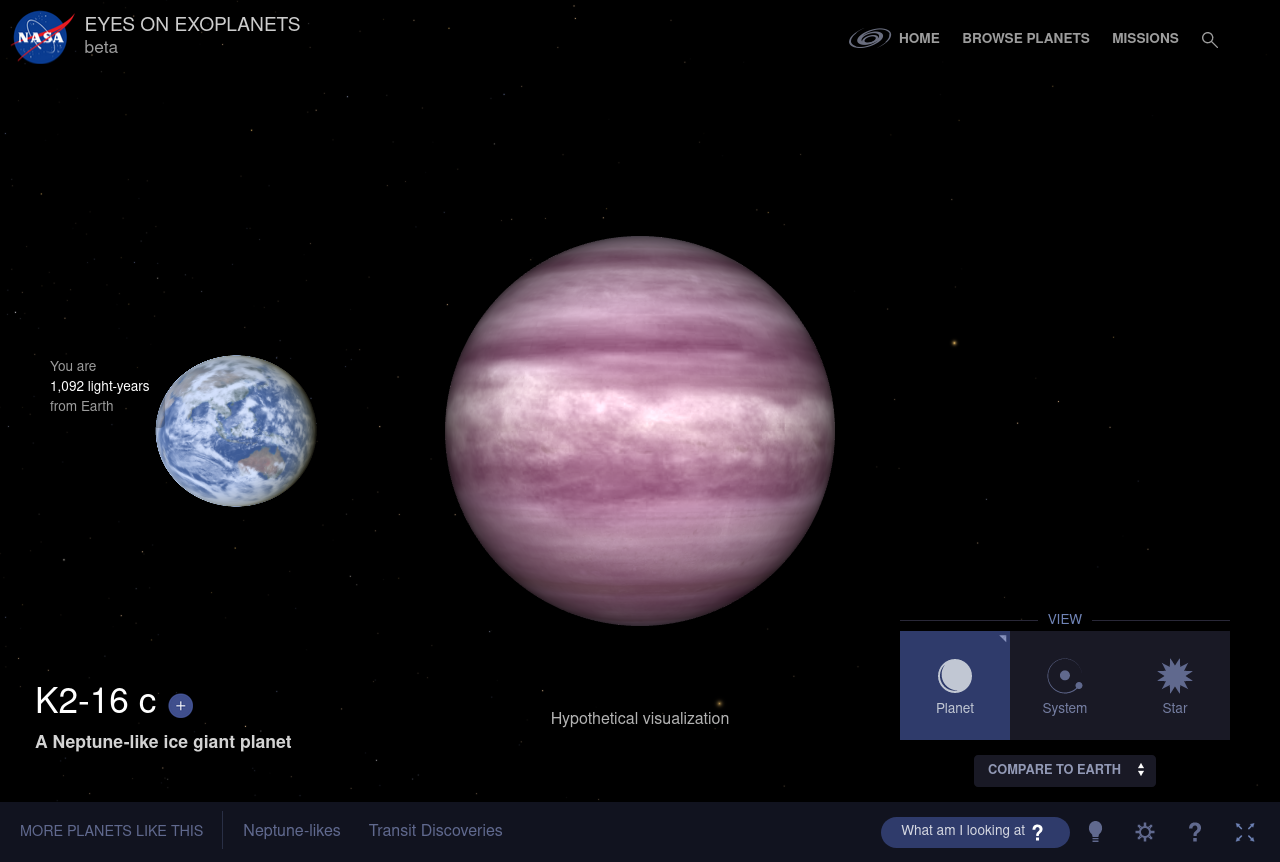 NASA
EYES ON EXOPLANETS
beta
HOME
BROWSE PLANETS
MISSIONS
You are
1,092 light-years
from Earth
VIEW
Planet
System
Star
K2-16 c +
A Neptune-like ice giant planet
Hypothetical visualization
COMPARE TO EARTH
MORE PLANETS LIKE THIS
Neptune-likes
Transit Discoveries
What am I looking at ?
?